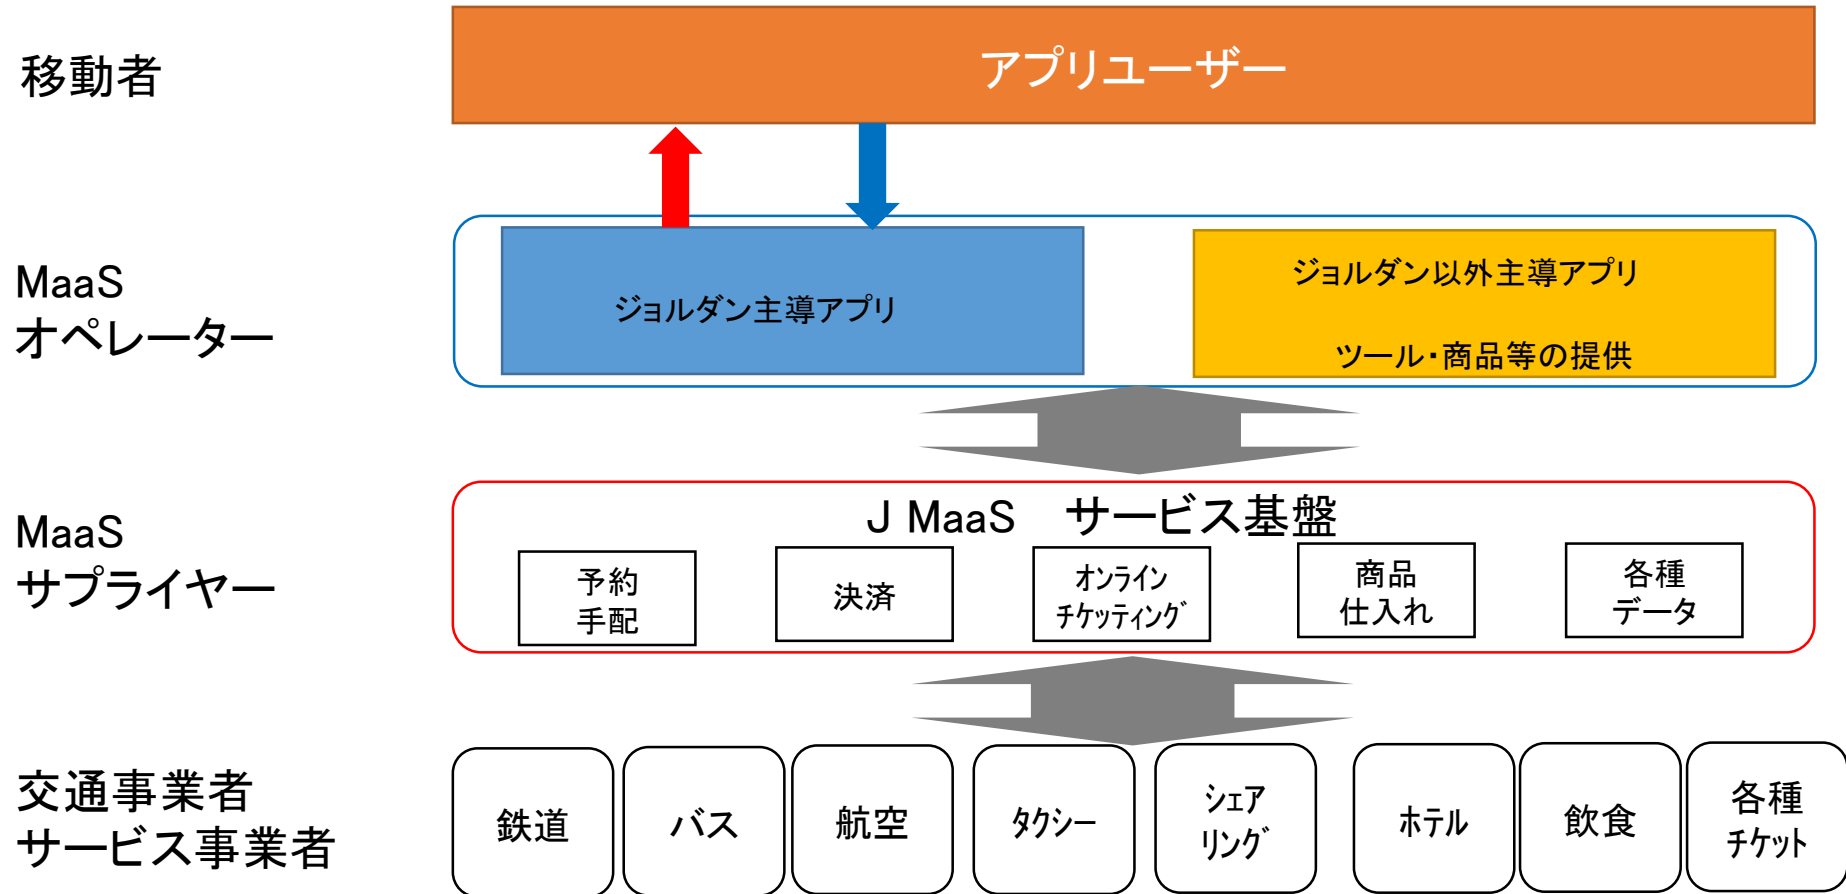 移動者
アプリユーザー
MaaS
オペレーター
ジョルダン主導アプリ
ジョルダン以外主導アプリ
ツール・商品等の提供
MaaS
サプライヤー
J MaaS　サービス基盤
予約
手配
決済
オンライン
ﾁｹｯﾃｨﾝｸﾞ
商品
仕入れ
各種
データ
交通事業者
サービス事業者
鉄道
バス
航空
ﾀｸｼｰ
ｼｪｱ
ﾘﾝｸﾞ
ﾎﾃﾙ
飲食
各種
ﾁｹｯﾄ